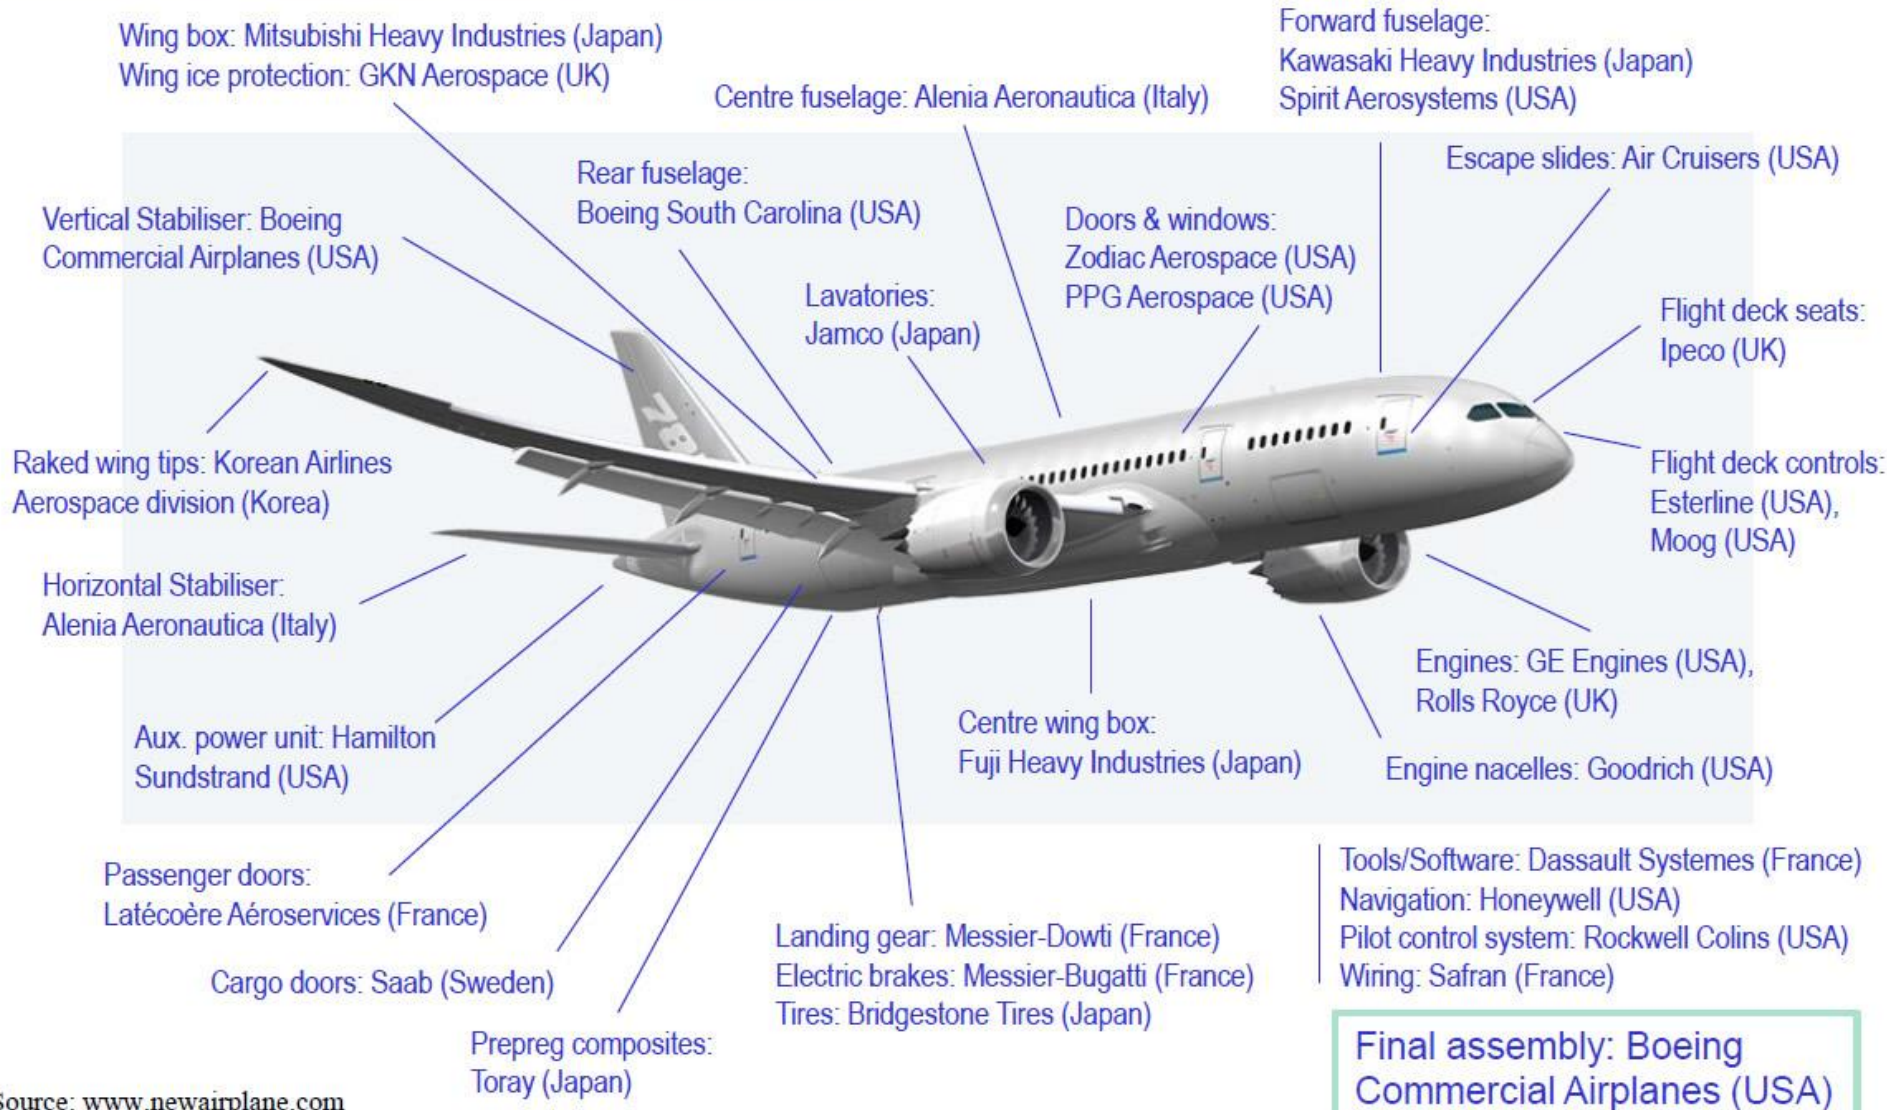 Wing box: Mitsubishi Heavy Industries (Japan)
Wing ice protection: GKN Aerospace (UK)
Centre fuselage: Alenia Aeronautica (Italy)
Forward fuselage:
Kawasaki Heavy Industries (Japan)
Spirit Aerosystems (USA)
Escape slides: Air Cruisers (USA)
Rear fuselage:
Boeing South Carolina (USA)
Vertical Stabiliser: Boeing
Commercial Airplanes (USA)
Doors & windows:
Zodiac Aerospace (USA)
PPG Aerospace (USA)
Lavatories:
Jamco (Japan)
Flight deck seats:
Ipeco (UK)
78
Raked wing tips: Korean Airlines
Aerospace division (Korea)
Flight deck controls:
Esterline (USA),
Moog (USA)
Horizontal Stabiliser:
Alenia Aeronautica (Italy)
Engines: GE Engines (USA),
Rolls Royce (UK)
Aux. power unit: Hamilton
Sundstrand (USA)
Centre wing box:
Fuji Heavy Industries (Japan)
Engine nacelles: Goodrich (USA)
Passenger doors:
Latécoère Aéroservices (France)
Tools/Software: Dassault Systemes (France)
Navigation: Honeywell (USA)
Pilot control system: Rockwell Colins (USA)
Wiring: Safran (France)
Landing gear: Messier-Dowti (France)
Electric brakes: Messier-Bugatti (France)
Tires: Bridgestone Tires (Japan)
Cargo doors: Saab (Sweden)
Prepreg composites:
Toray (Japan)
Final assembly: Boeing
Commercial Airplanes (USA)
Source: www.newairplane.com